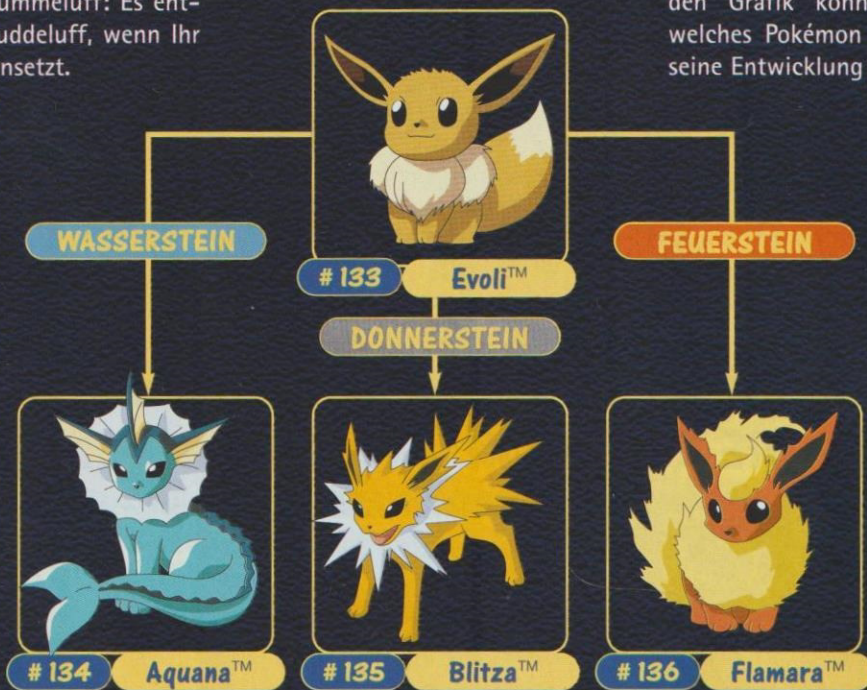 ummeluff: Es ent-
uddeluff, wenn Ihr
nsetzt.
den Grafik könn
welches Pokémon
seine Entwicklung
WASSERSTEIN
FEUERSTEIN
# 133 Evoli™
DONNERSTEIN
# 134 Aquana™
# 135 Blitza™
# 136 Flamara™